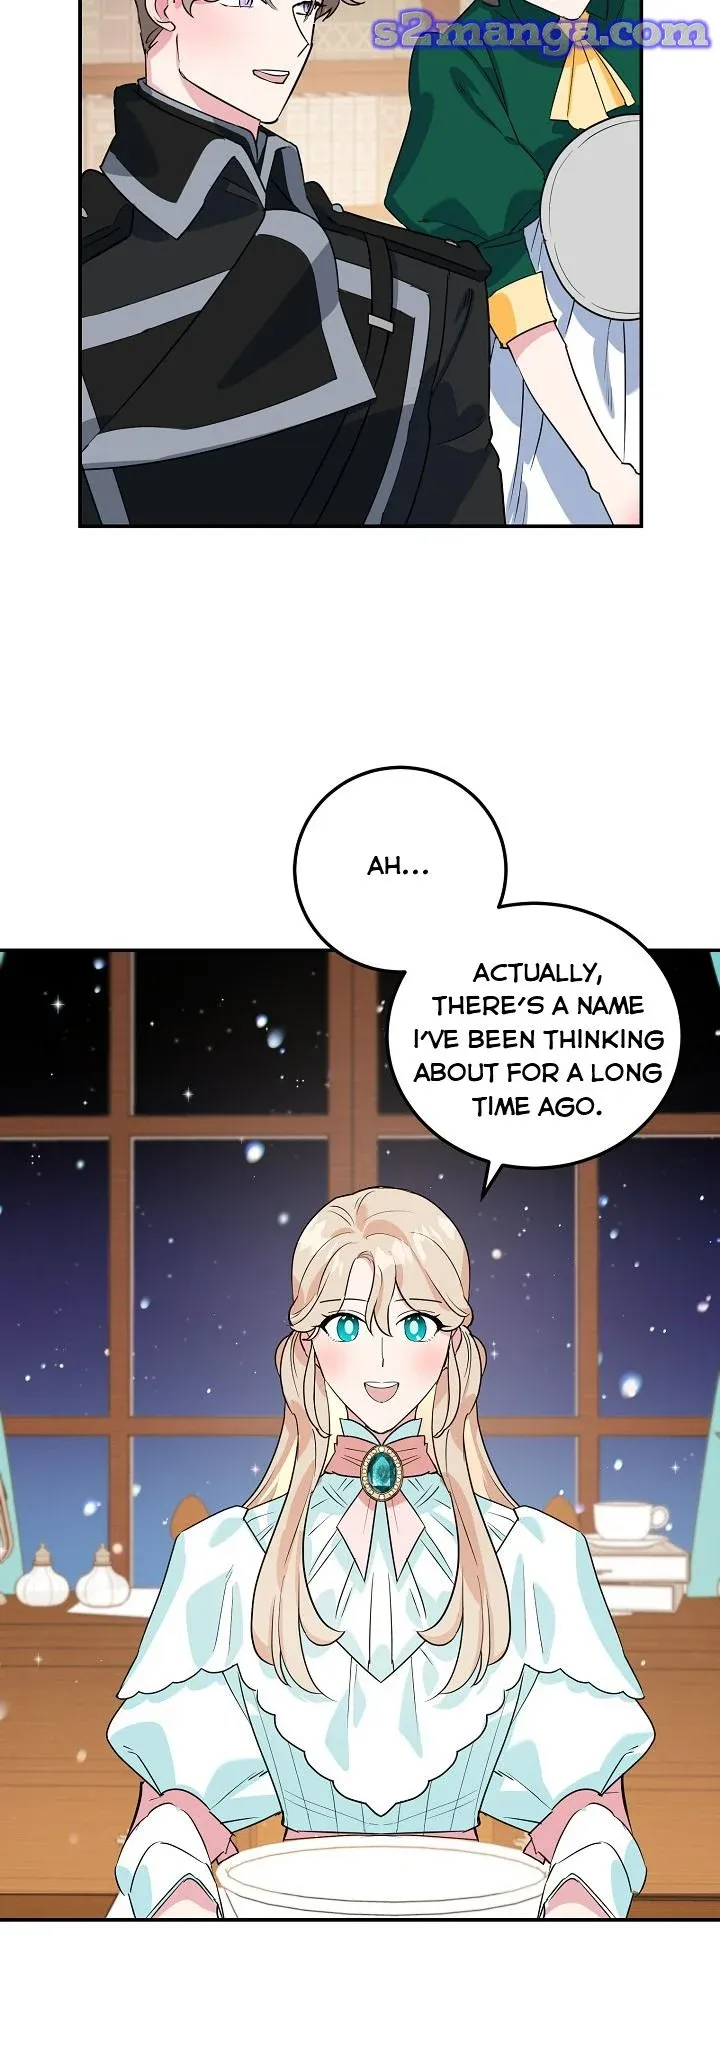 s2manga.com
AH...
ACTUALLY,
THERE'S A NAME
I'VE BEEN THINKING
ABOUT FOR A LONG
TIME AGO.